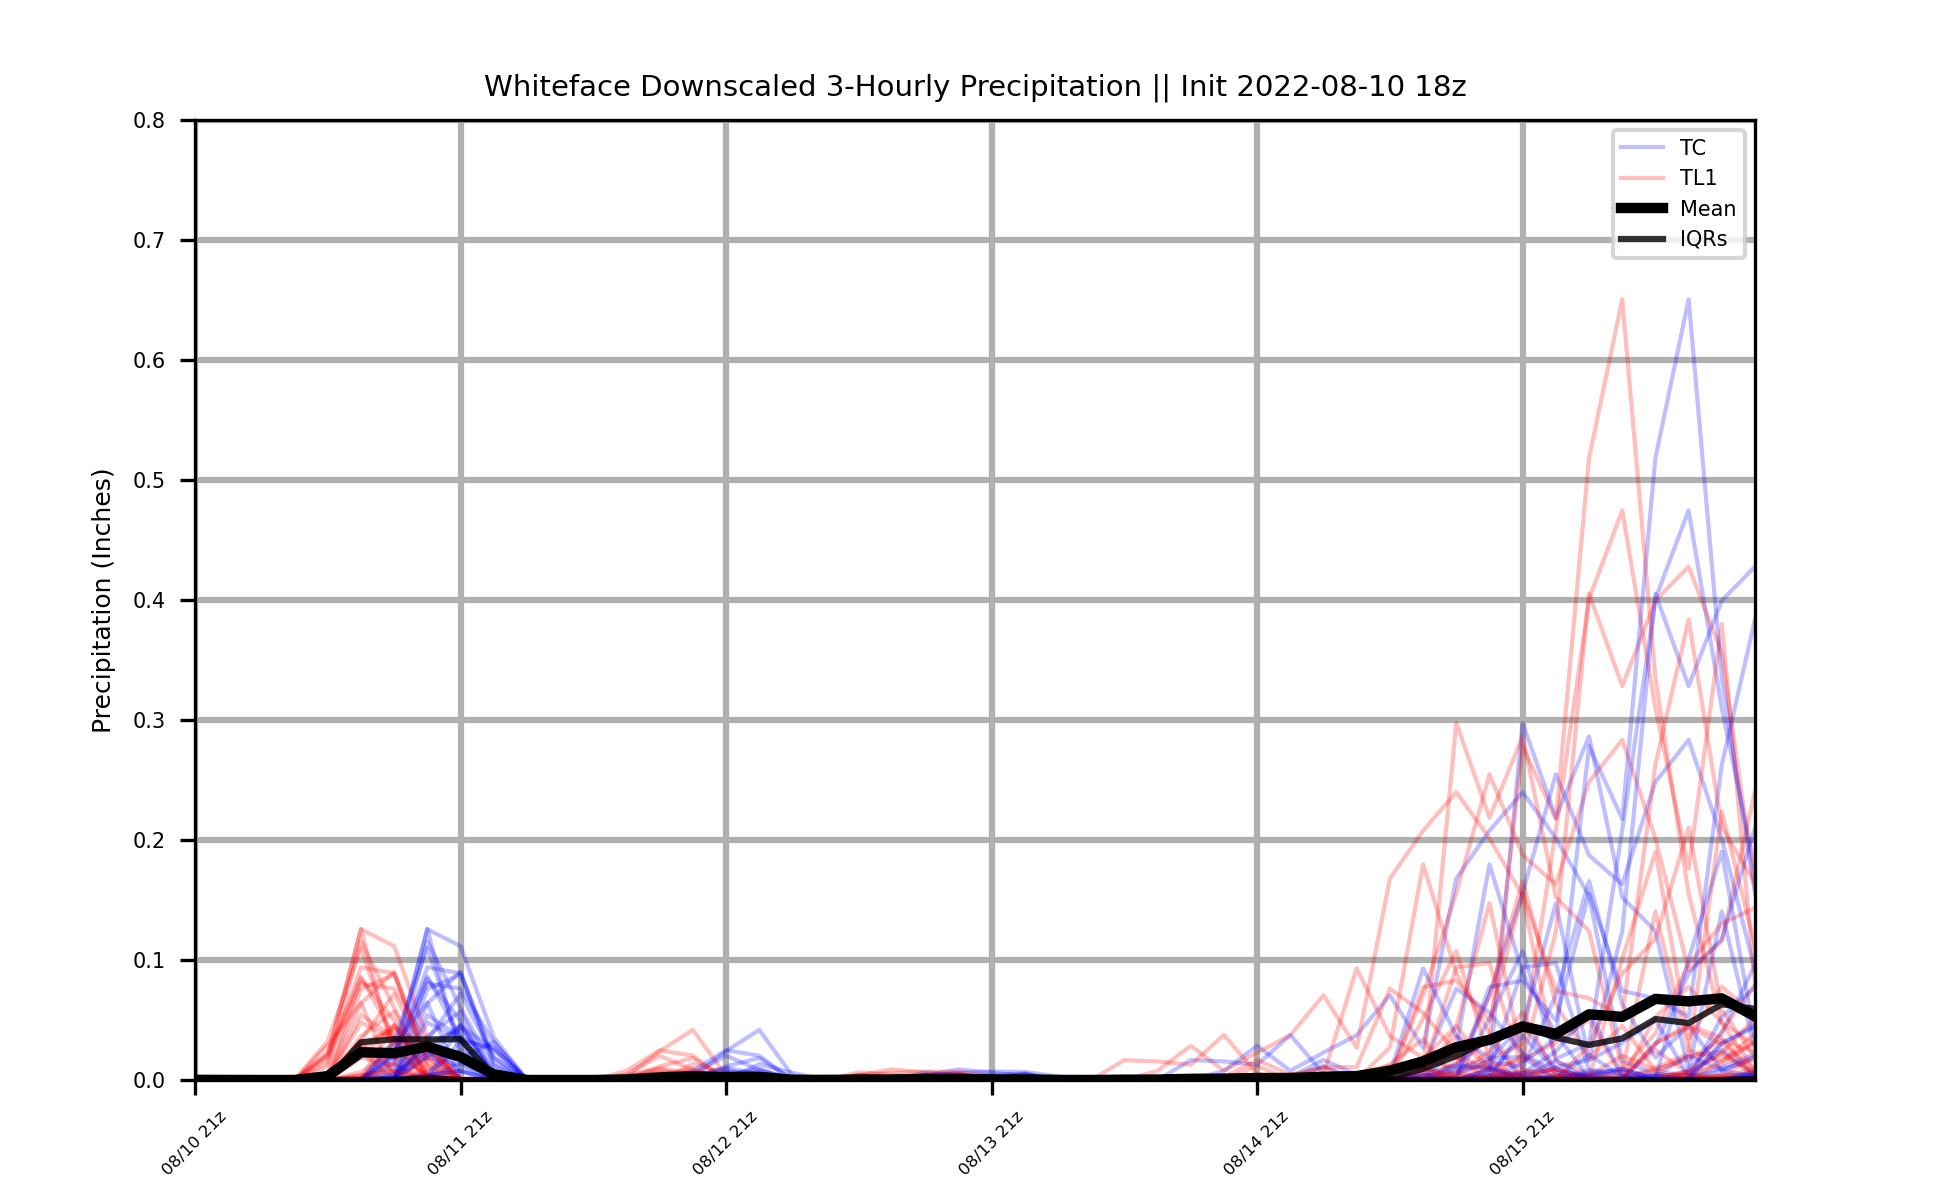 Whiteface Downscaled 3-Hourly Precipitation || Init 2022-08-10 18z
Precipitation (Inches)
0.8
0.7
0.6
0.5
0.4
0.3
0.2
0.1
0.0
TC
TL1
Mean
IQRs
08/10 21z
08/11 21z
08/12 21z
08/13 21z
08/14 21z
08/15 21z